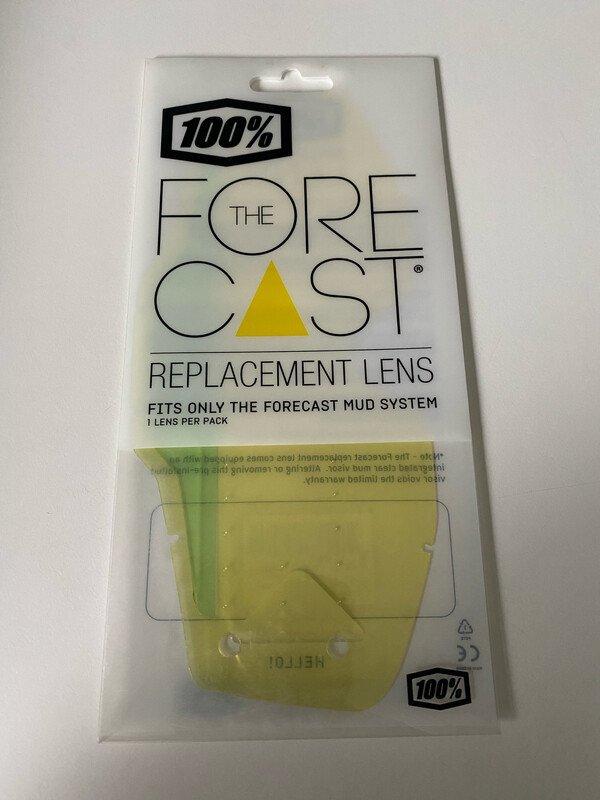 100%
THE
FORE
CAST®
REPLACEMENT LENS
FITS ONLY THE FORECAST MUD SYSTEM
1 LENS PER PACK
*Note - The Forecast replacement lens comes equipped with an
integrated clear mud visor. Altering or removing this pre-installed
visor voids the limited warranty.
HELLO!
CE
100%